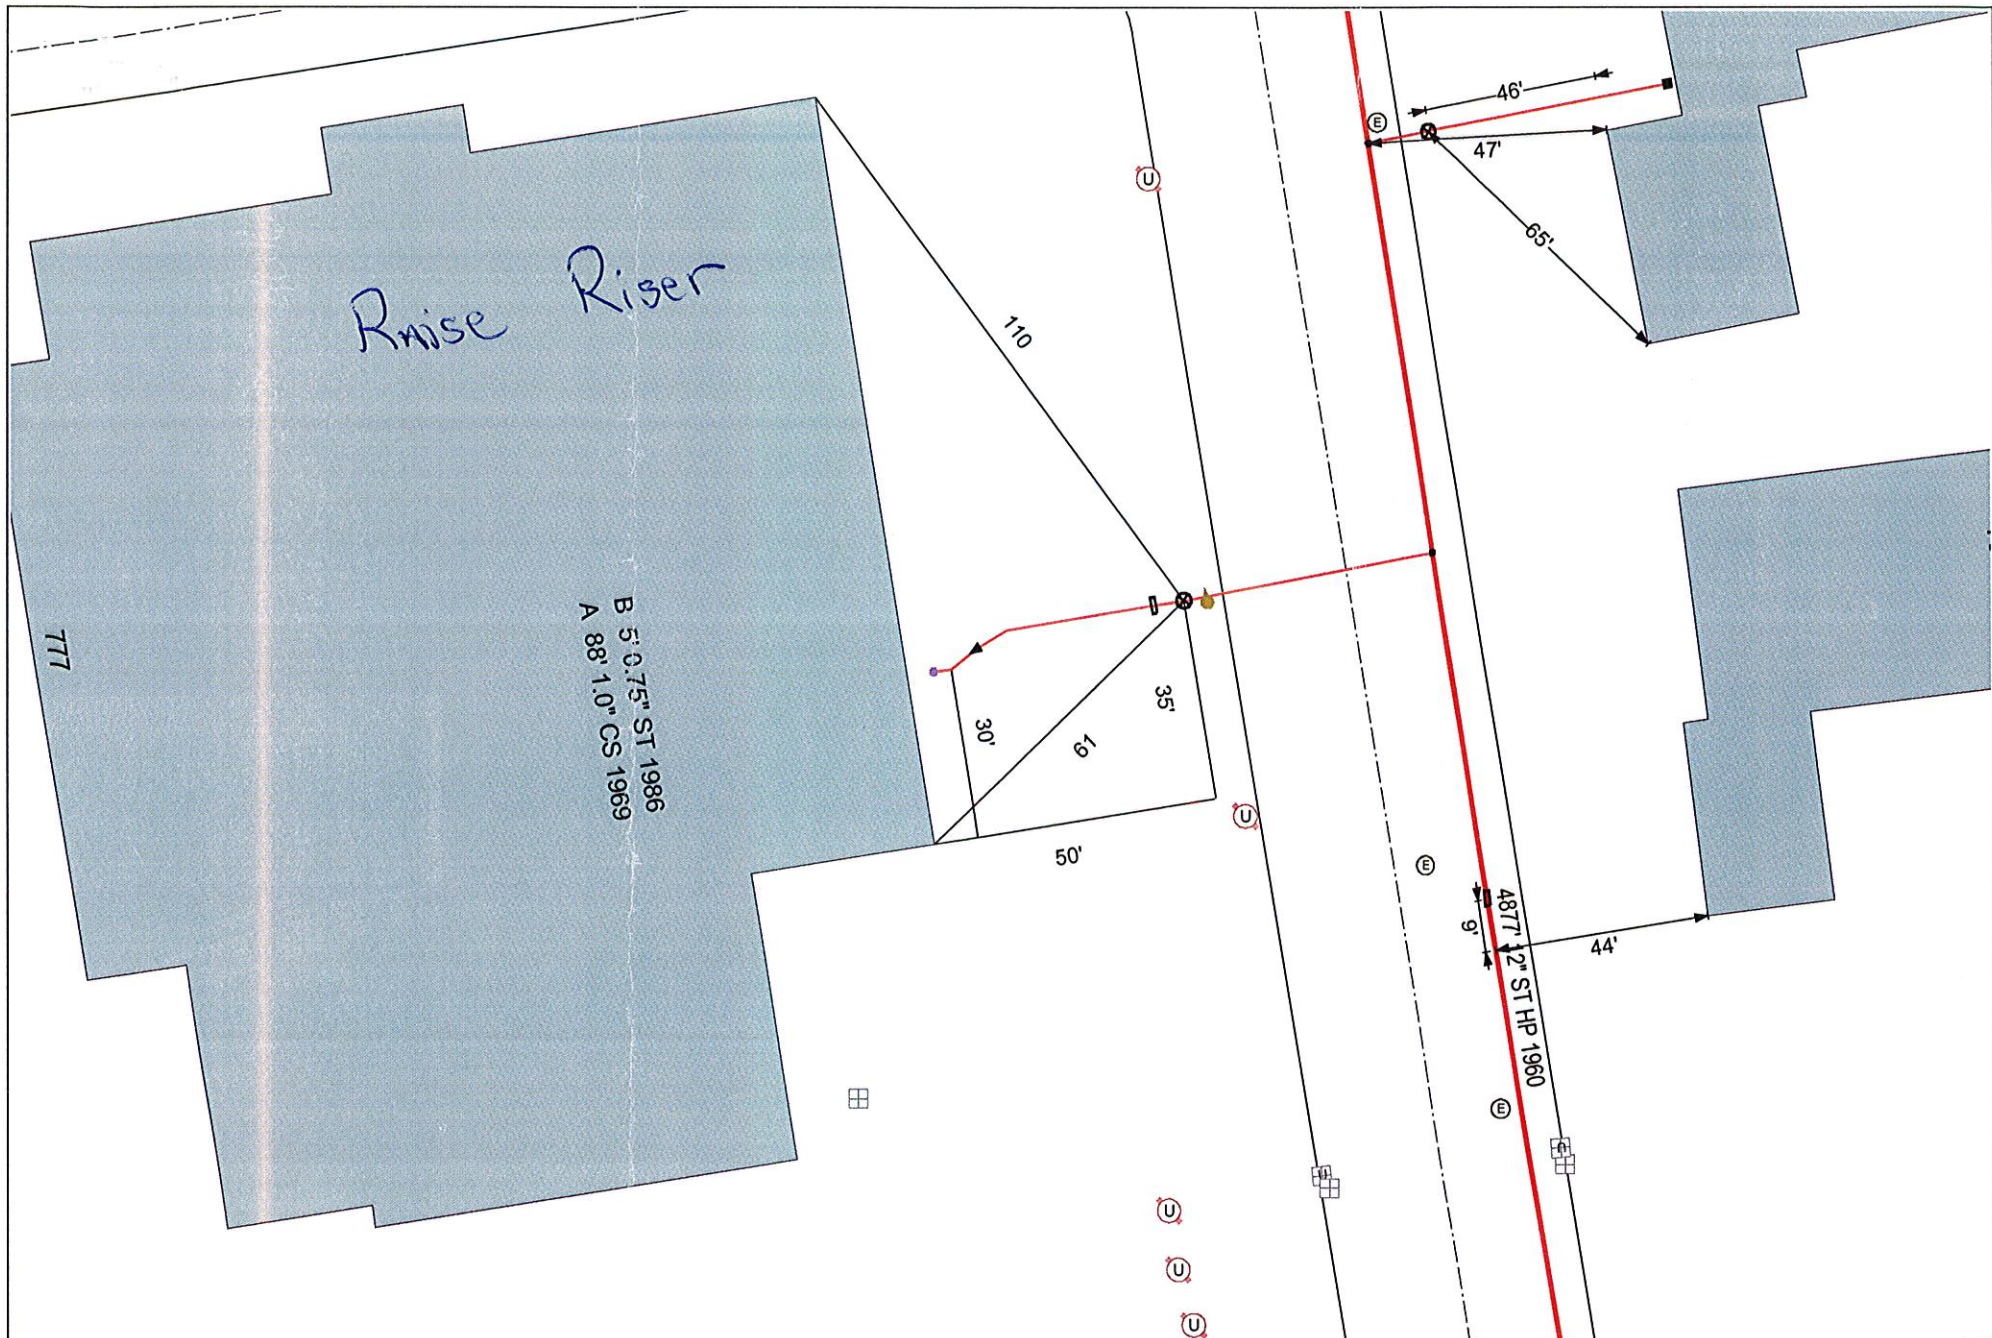 46'
E
47'
U
65'
Raise Riser
110
B 5' 0.75" ST 1986
A 88' 1.0" CS 1969
777
35'
30'
61
U
50'
E
9'
4877' 12" ST HP 1960
44'
E
U
U
U